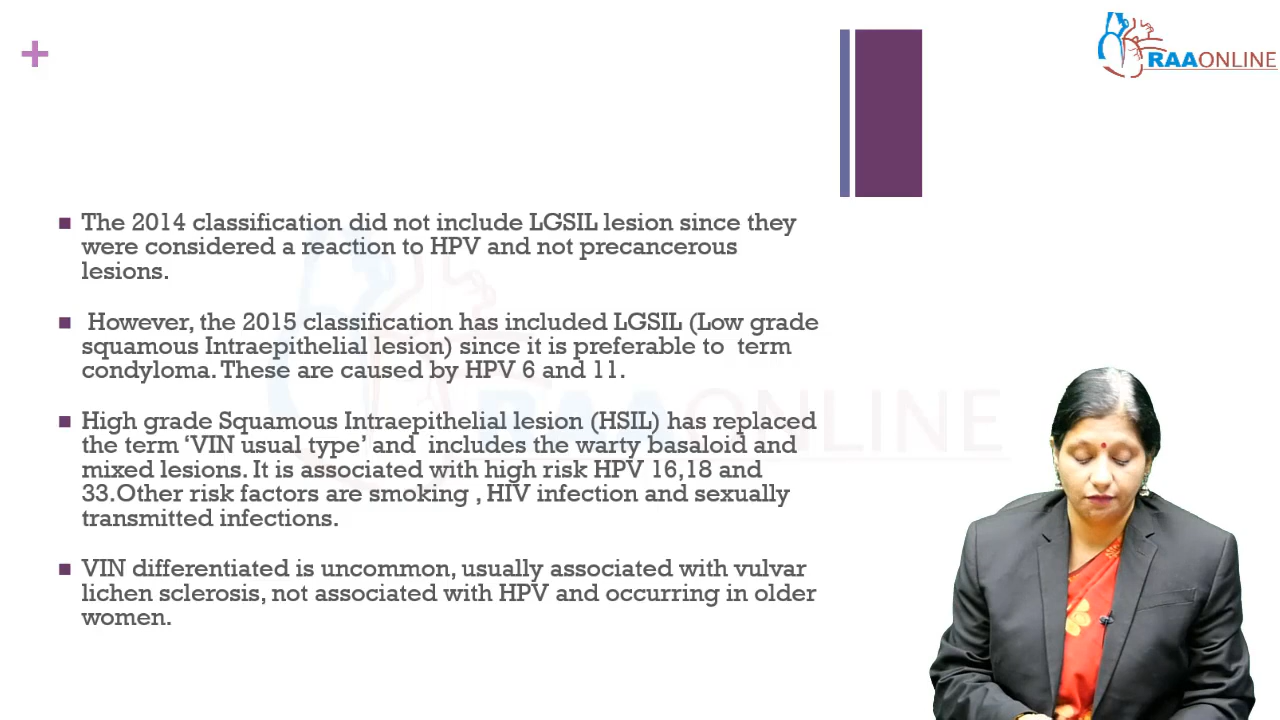 +
RAAONLINE
■ The 2014 classification did not include LGSIL lesion since they
were considered a reaction to HPV and not precancerous
lesions.
■ However, the 2015 classification has included LGSIL (Low grade
squamous Intraepithelial lesion) since it is preferable to term
condyloma. These are caused by HPV 6 and 11.
■ High grade Squamous Intraepithelial lesion (HSIL) has replaced
the term ‘VIN usual type’ and includes the warty basaloid and
mixed lesions. It is associated with high risk HPV 16,18 and
33.Other risk factors are smoking , HIV infection and sexually
transmitted infections.
■ VIN differentiated is uncommon, usually associated with vulvar
lichen sclerosis, not associated with HPV and occurring in older
women.
RAAONLINE